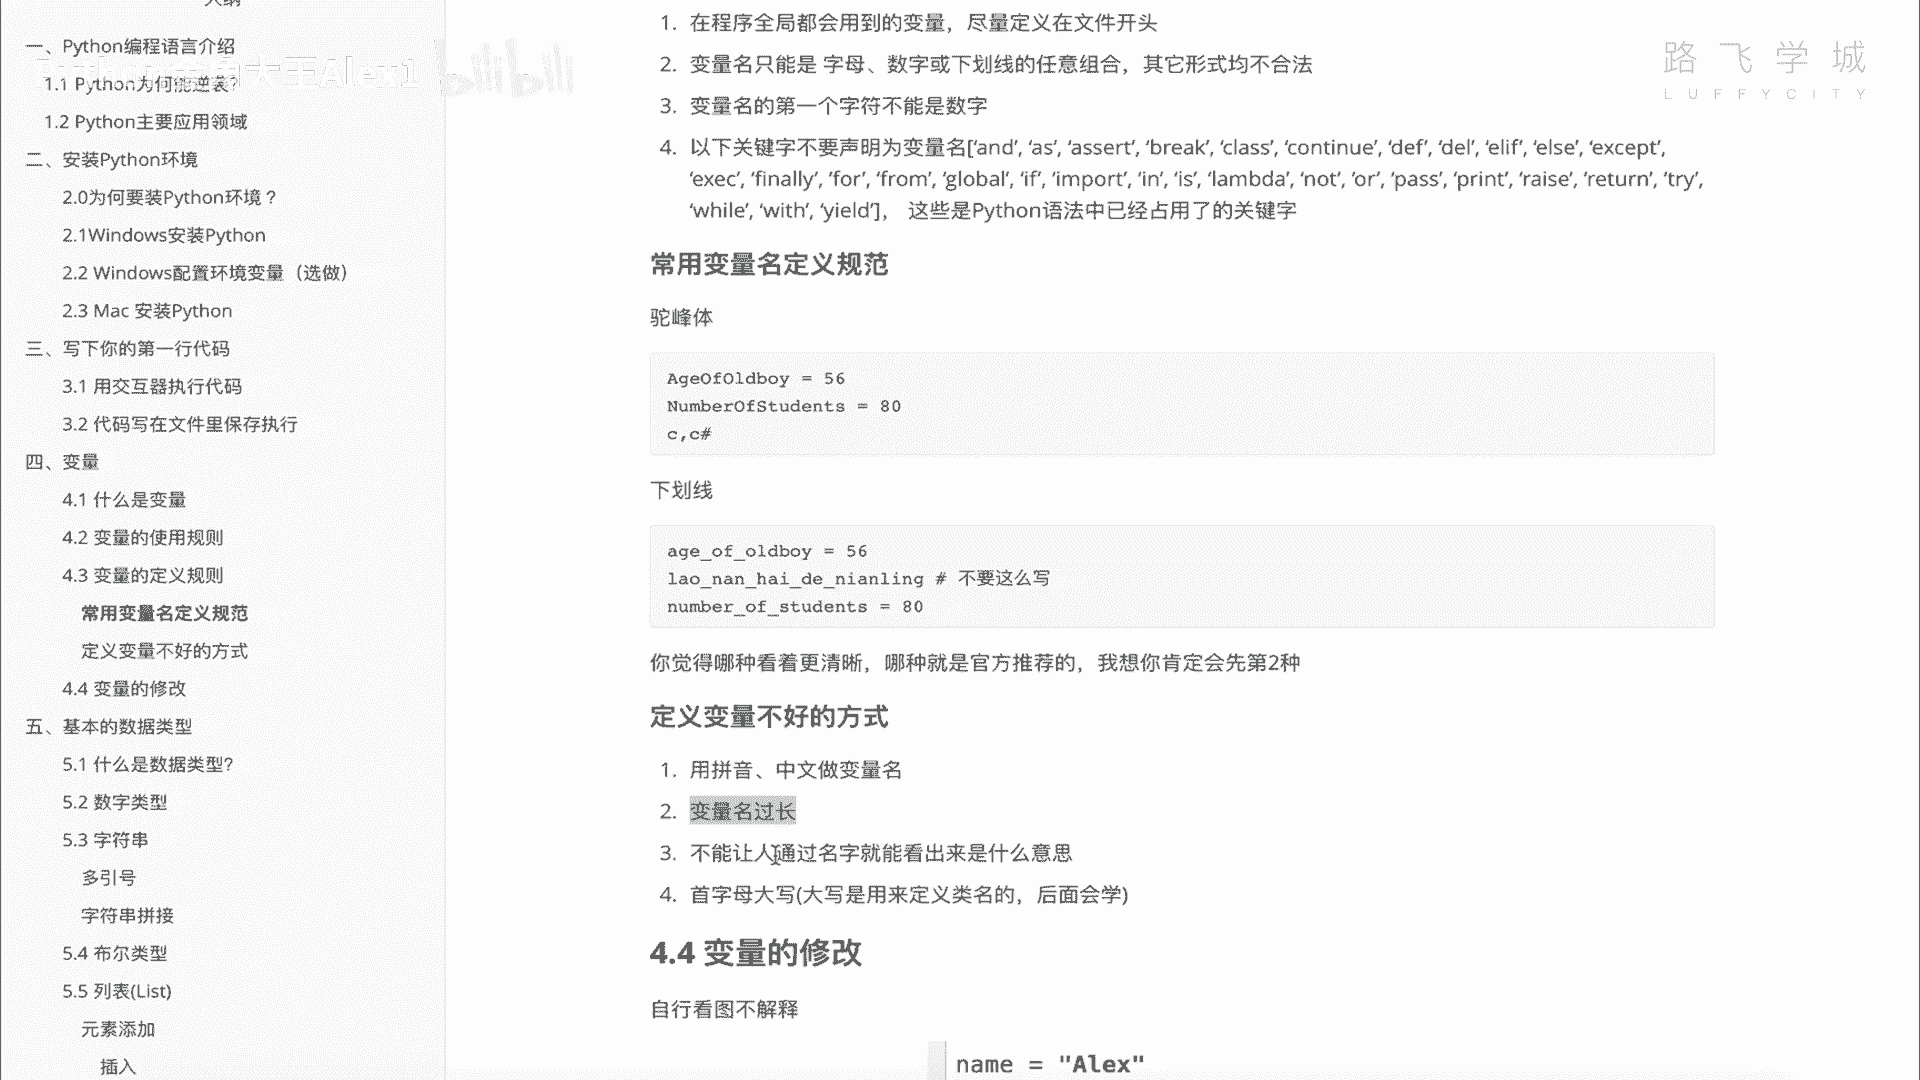 大纲
一、Python编程语言介绍
1.1 Python为何能逆袭?
1.2 Python主要应用领域
二、安装Python环境
2.0为何要装Python环境？
2.1Windows安装Python
2.2 Windows配置环境变量（选做）
2.3 Mac 安装Python
三、写下你的第一行代码
3.1 用交互器执行代码
3.2 代码写在文件里保存执行
四、变量
4.1 什么是变量
4.2 变量的使用规则
4.3 变量的定义规则
常用变量名定义规范
定义变量不好的方式
4.4 变量的修改
五、基本的数据类型
5.1 什么是数据类型?
5.2 数字类型
5.3 字符串
多引号
字符串拼接
5.4 布尔类型
5.5 列表(List)
元素添加
插入
大王Alex1 bilibili
路飞学城
LUFFYCITY
1. 在程序全局都会用到的变量，尽量定义在文件开头
2. 变量名只能是 字母、数字或下划线的任意组合，其它形式均不合法
3. 变量名的第一个字符不能是数字
4. 以下关键字不要声明为变量名[‘and’, ‘as’, ‘assert’, ‘break’, ‘class’, ‘continue’, ‘def’, ‘del’, ‘elif’, ‘else’, ‘except’,
‘exec’, ‘finally’, ‘for’, ‘from’, ‘global’, ‘if’, ‘import’, ‘in’, ‘is’, ‘lambda’, ‘not’, ‘or’, ‘pass’, ‘print’, ‘raise’, ‘return’, ‘try’,
‘while’, ‘with’, ‘yield’]， 这些是Python语法中已经占用了的关键字
常用变量名定义规范
驼峰体
AgeOfOldboy = 56
NumberOfStudents = 80
c,c#
下划线
age_of_oldboy = 56
lao_nan_hai_de_nianling # 不要这么写
number_of_students = 80
你觉得哪种看着更清晰，哪种就是官方推荐的，我想你肯定会先第2种
定义变量不好的方式
1. 用拼音、中文做变量名
2. 变量名过长
3. 不能让人通过名字就能看出来是什么意思
4. 首字母大写(大写是用来定义类名的，后面会学)
4.4 变量的修改
自行看图不解释
name = "Alex"